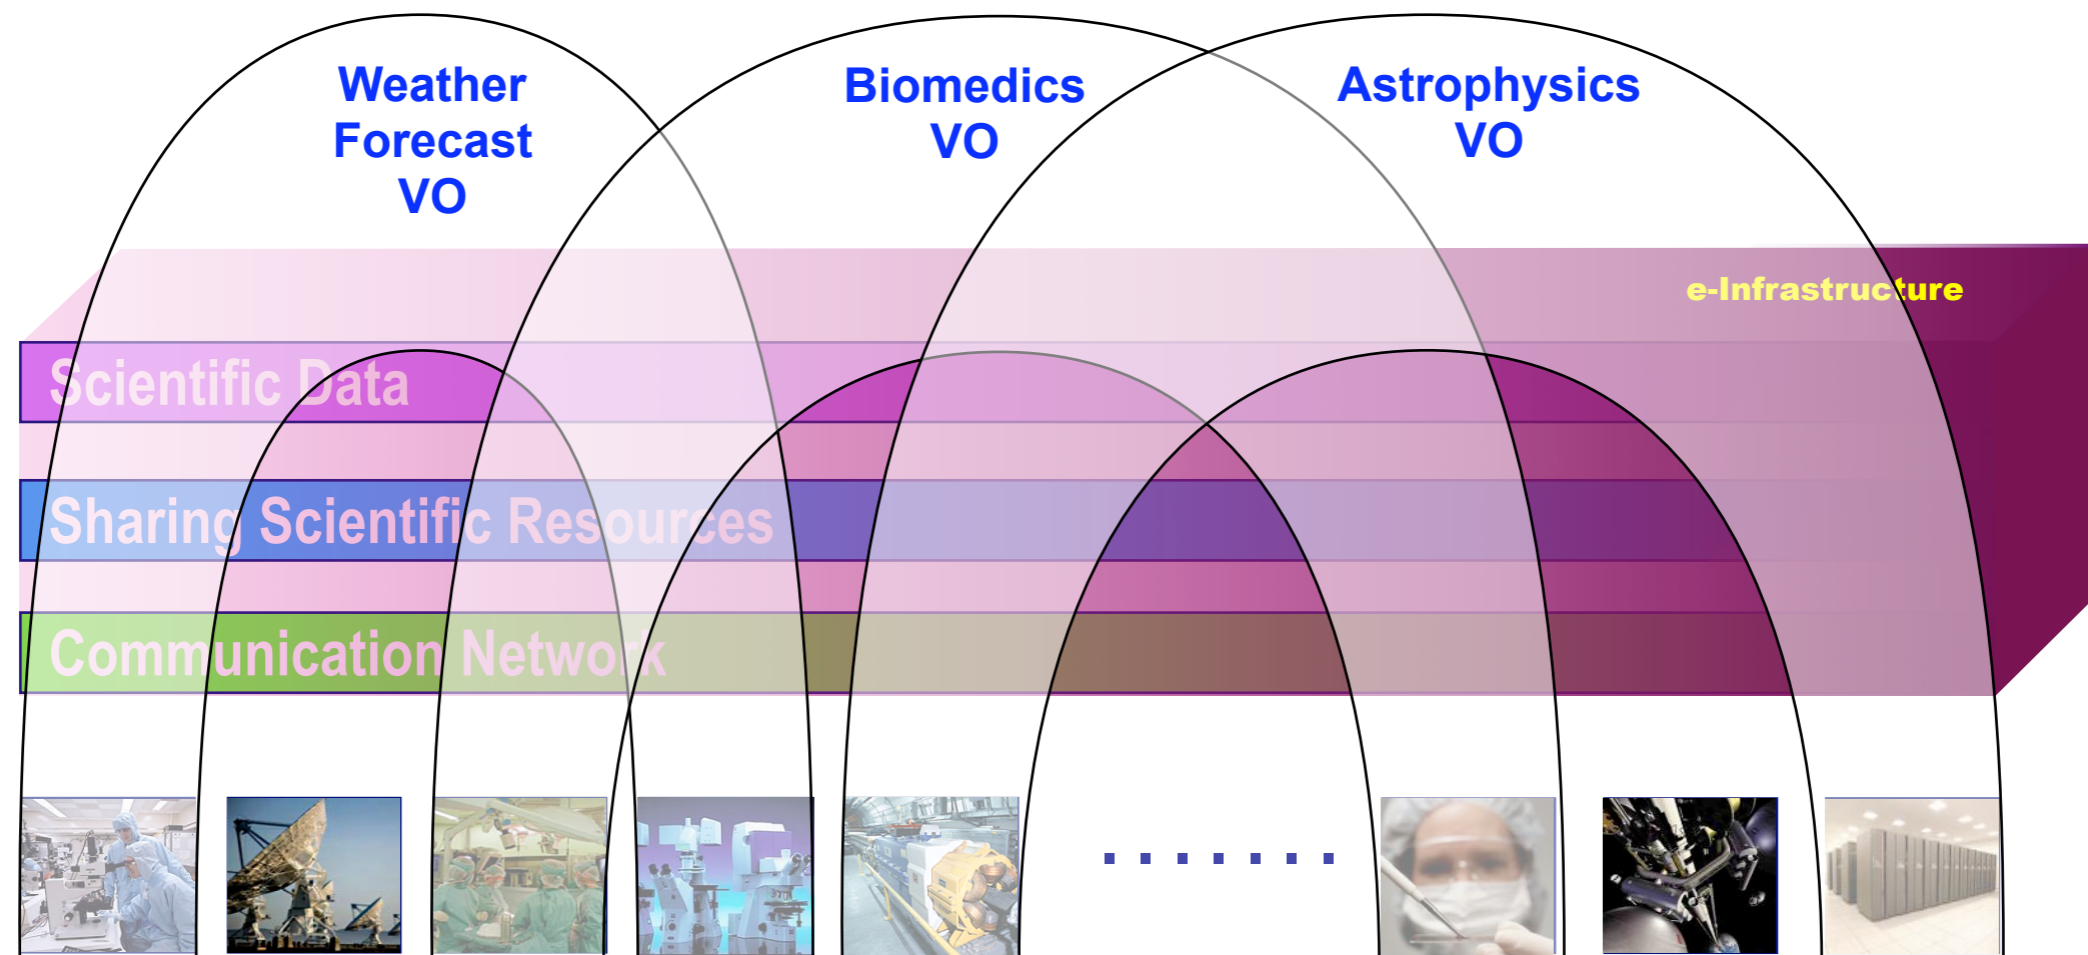 Weather
Forecast
VO
Biomedics
VO
Astrophysics
VO
e-Infrastructure
Scientific Data
Sharing Scientific Resources
Communication Network